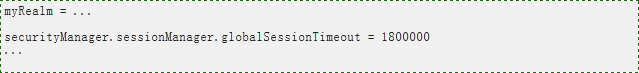 myRealm = ...
securityManager.sessionManager.globalSessionTimeout = 1800000
...